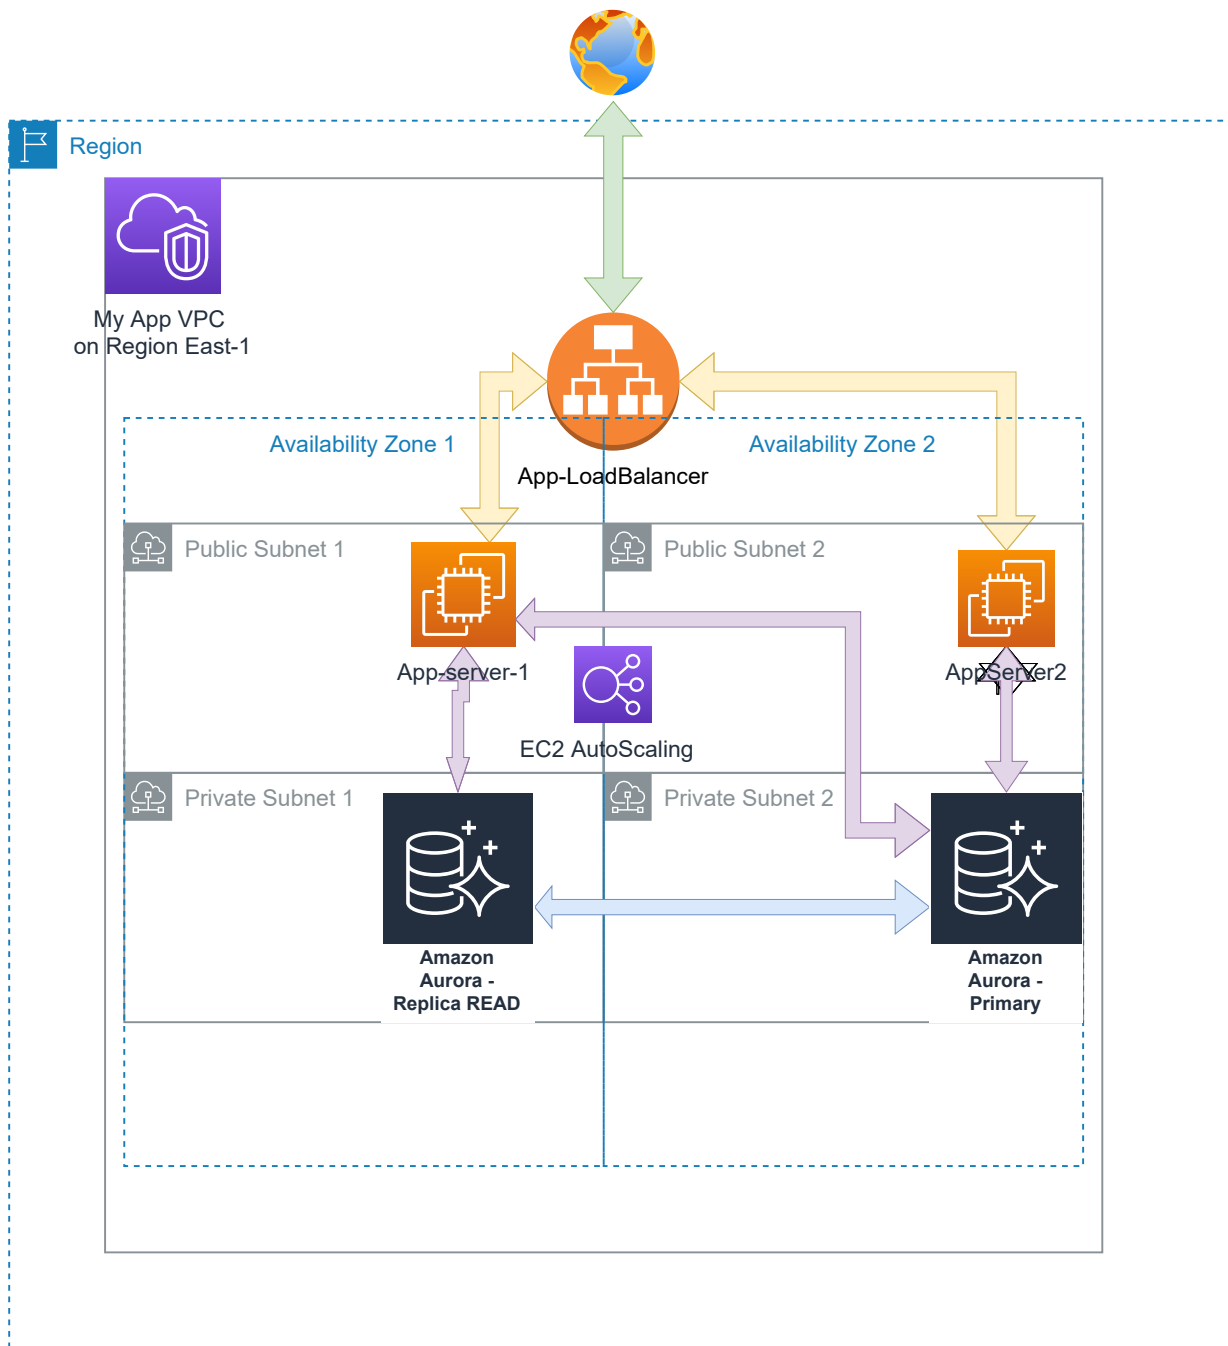 Region
My App VPC
on Region East-1
Availability Zone 1
Availability Zone 2
App-LoadBalancer
Public Subnet 1
Public Subnet 2
App-server-1
AppServer2
EC2 AutoScaling
Private Subnet 1
Private Subnet 2
Amazon
Aurora -
Replica READ
Amazon
Aurora -
Primary